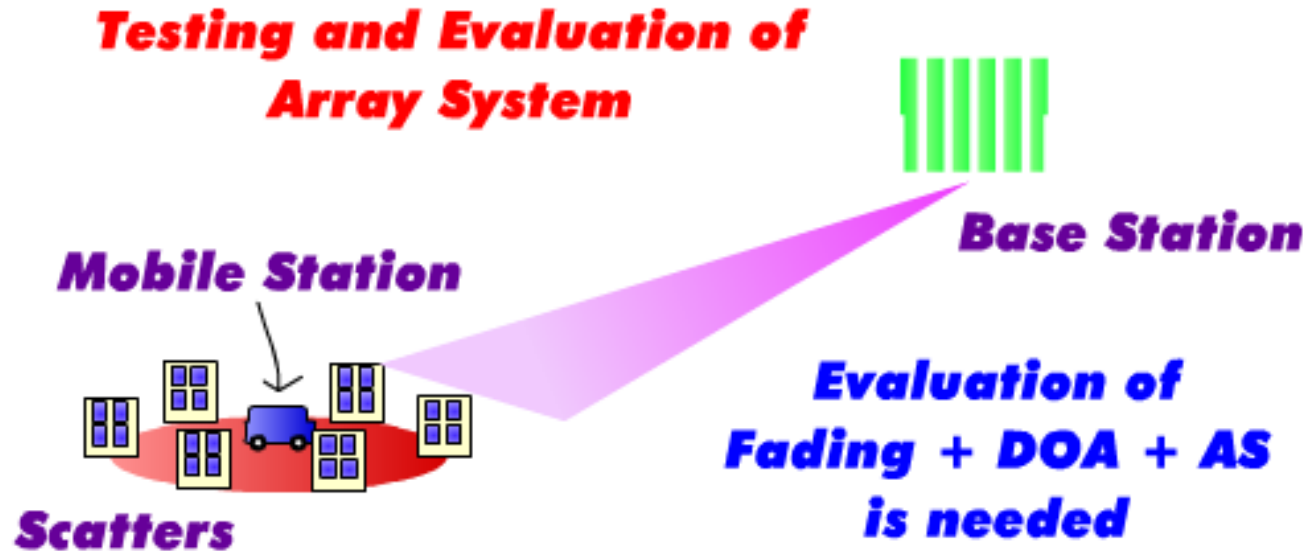 Testing and Evaluation of
Array System
Base Station
Mobile Station
Evaluation of
Fading + DOA + AS
is needed
Scatters